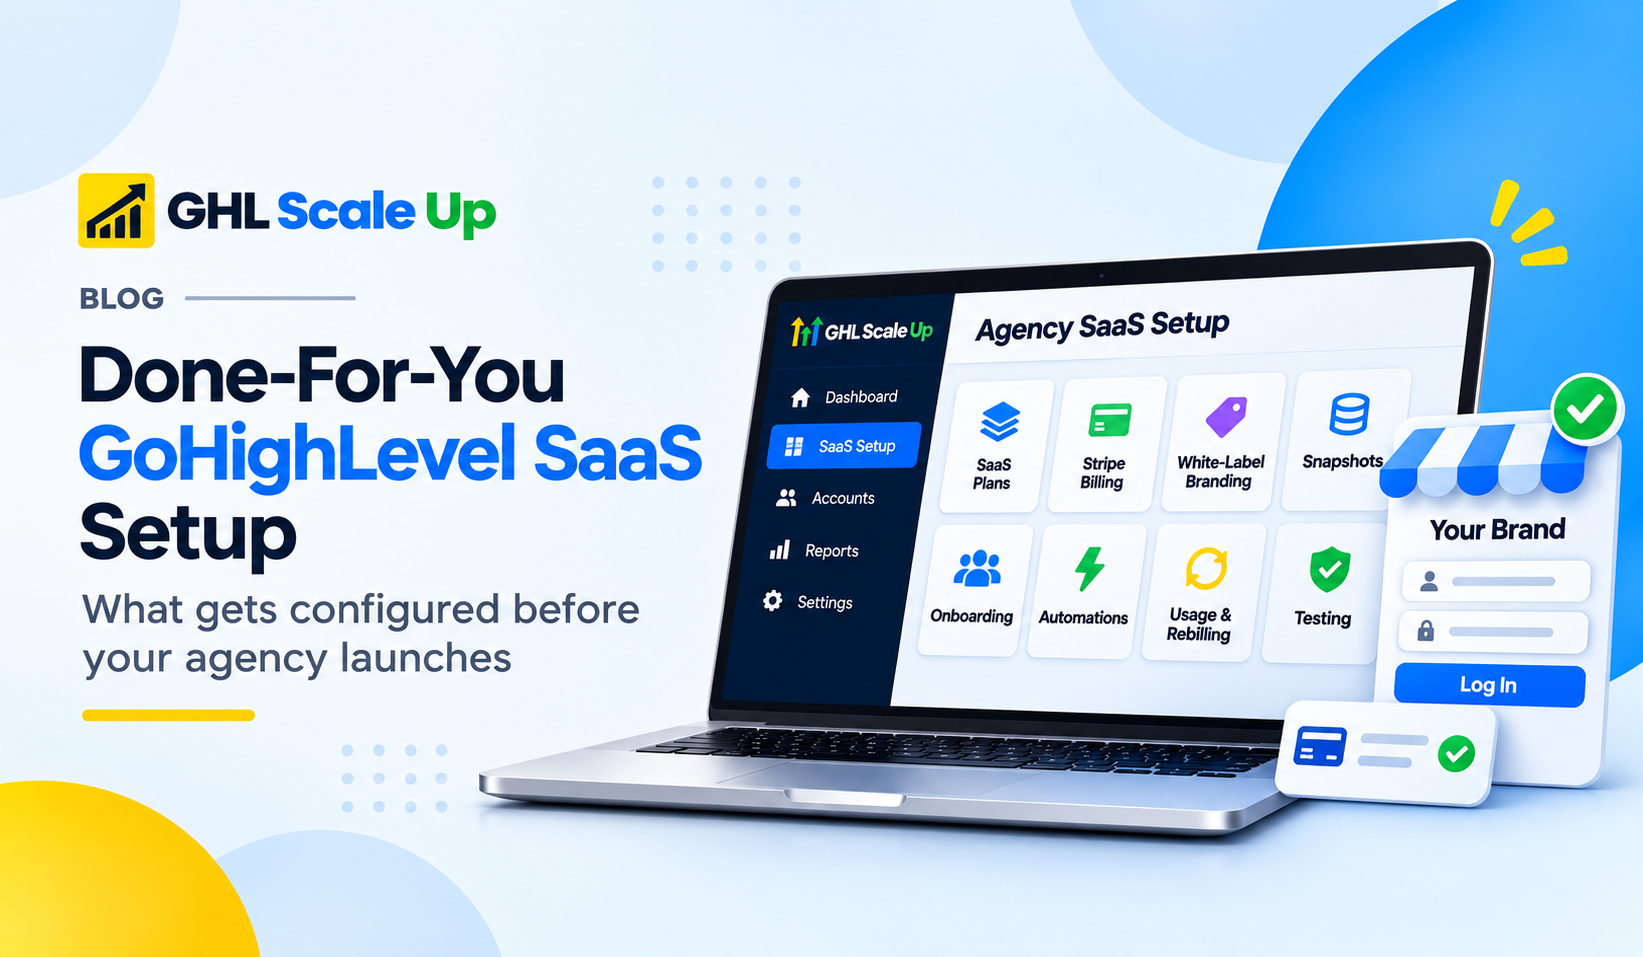 GHL Scale Up
BLOG
Done-For-You
GoHighLevel SaaS
Setup
What gets configured before
your agency launches
GHL Scale Up
Dashboard
SaaS Setup
Accounts
Reports
Settings
Agency SaaS Setup
SaaS
Plans
Stripe
Billing
White-Label
Branding
Snapshots
Onboarding
Automations
Usage &
Rebilling
Testing
Your Brand
Log In